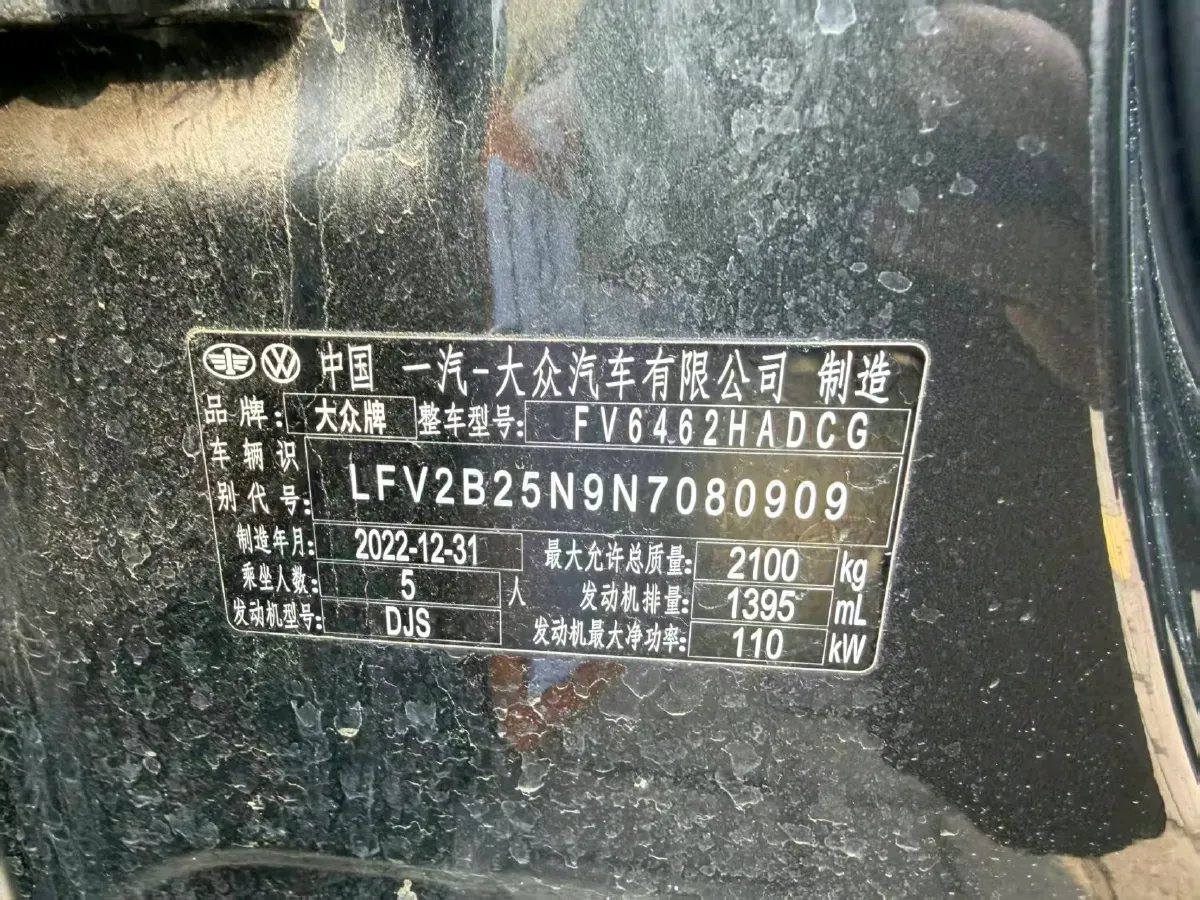 中国 一汽-大众汽车有限公司 制造
品牌: 大众牌 整车型号: FV6462HADCG
车辆识
别代号: LFV2B25N9N7080909
制造年月: 2022-12-31 最大允许总质量: 2100 kg
乘坐人数: 5 人 发动机排量: 1395 mL
发动机型号: DJS 发动机最大净功率: 110 kW